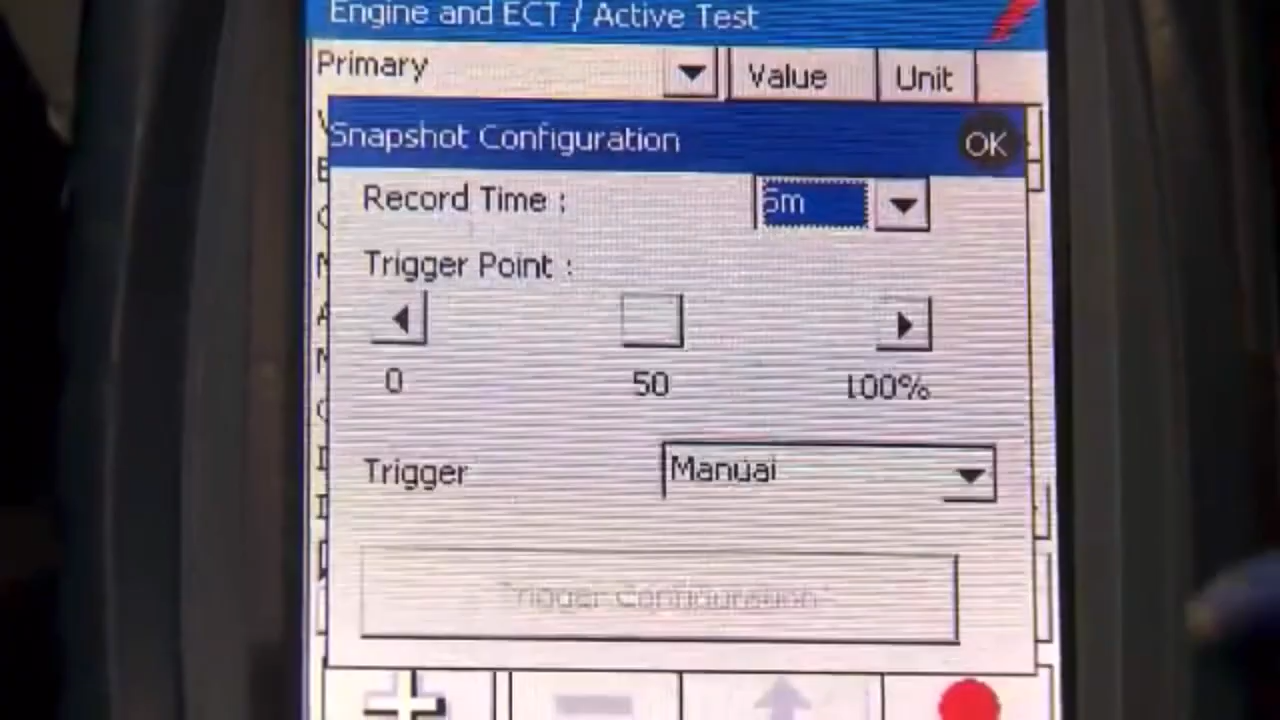 Engine and ECT / Active Test
Primary Value Unit
Snapshot Configuration OK
Record Time : 5m
Trigger Point :
0 50 100%
Trigger Manual
Trigger Configuration